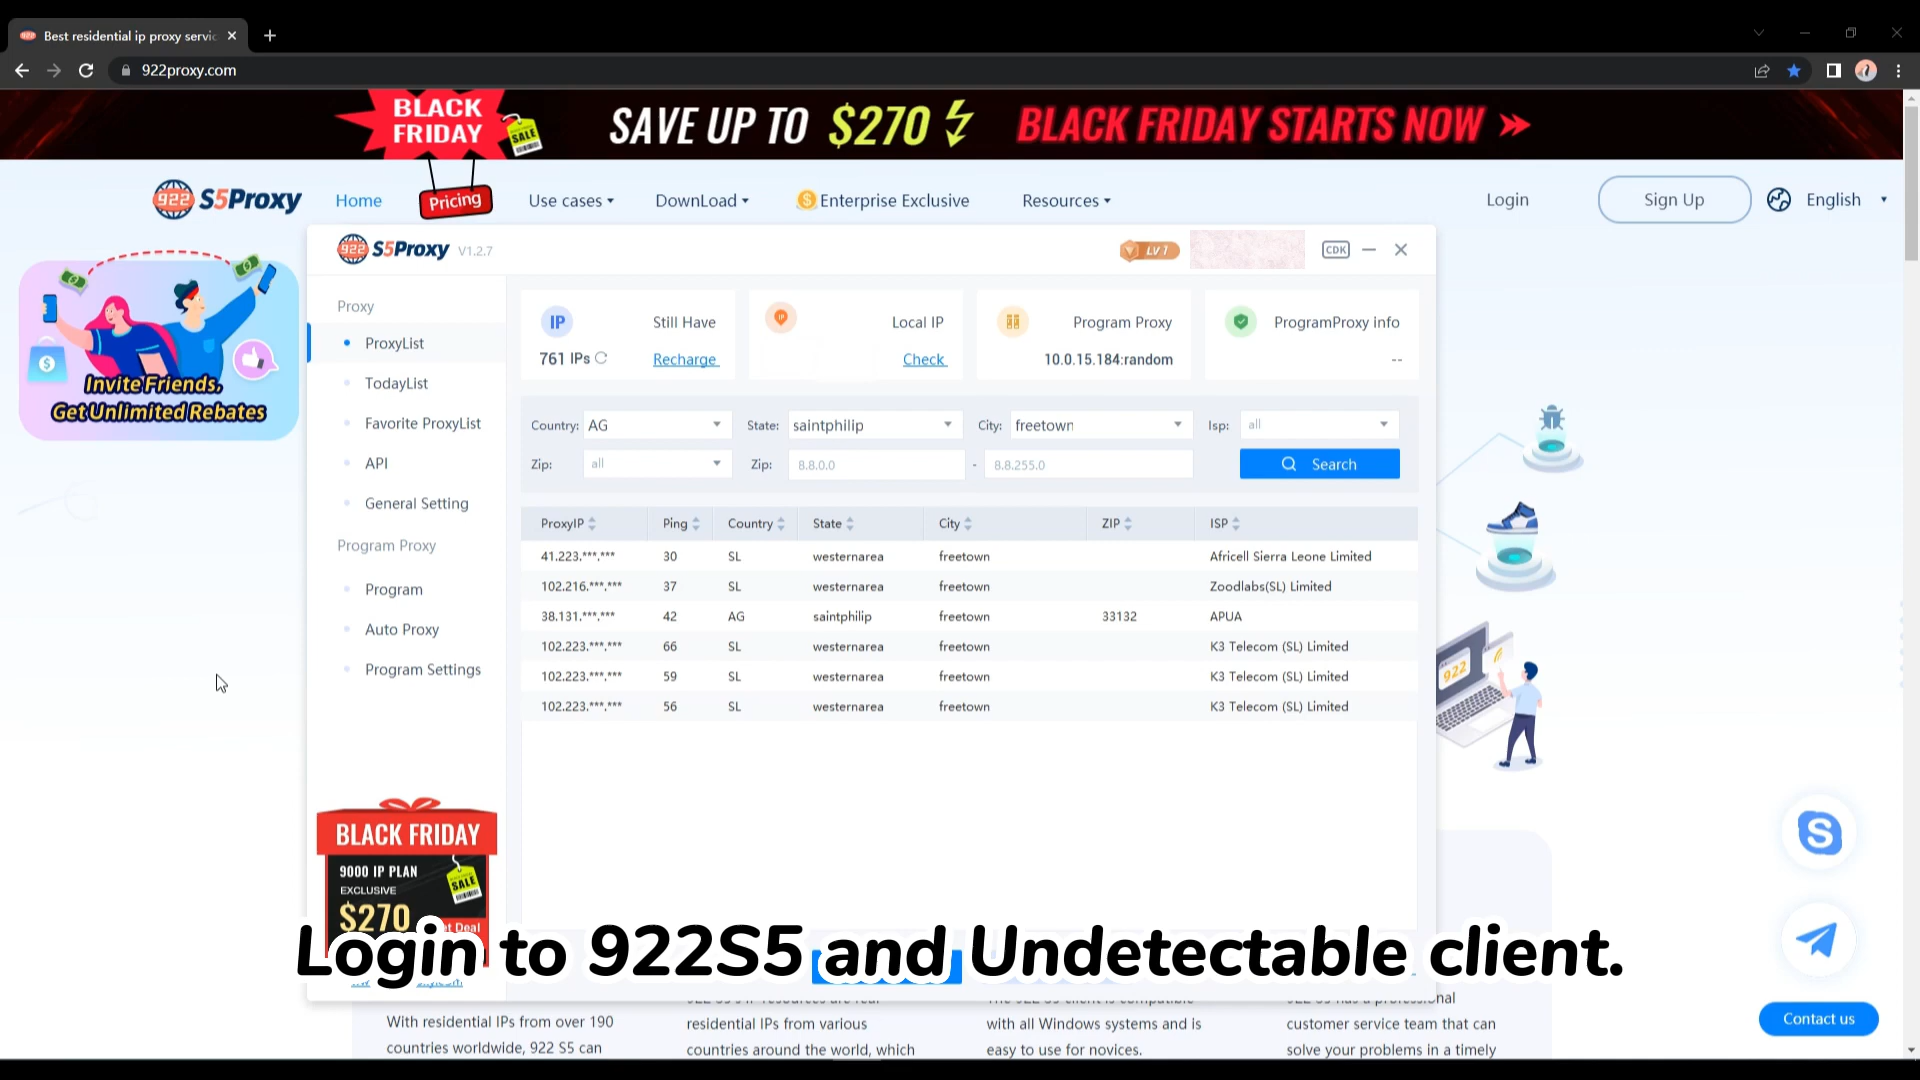 Best residential ip proxy servic
922proxy.com
BLACK FRIDAY SALE
SAVE UP TO $270
BLACK FRIDAY STARTS NOW
922 S5Proxy
Home
Pricing
Use cases
DownLoad
Enterprise Exclusive
Resources
Login
Sign Up
English
Invite Friends,
Get Unlimited Rebates
922 S5Proxy V1.2.7
LV 1
CDK
Proxy
ProxyList
TodayList
Favorite ProxyList
API
General Setting
Program Proxy
Program
Auto Proxy
Program Settings
IP Still Have
761 IPs Recharge
IP Local IP
Check
Program Proxy
10.0.15.184:random
ProgramProxy info
--
Country: AG State: saintphilip City: freetown Isp: all
Zip: all Zip: 8.8.0.0 - 8.8.255.0 Search
ProxyIP Ping Country State City ZIP ISP
41.223.***.*** 30 SL westernarea freetown Africell Sierra Leone Limited
102.216.***.*** 37 SL westernarea freetown Zoodlabs(SL) Limited
38.131.***.*** 42 AG saintphilip freetown 33132 APUA
102.223.***.*** 66 SL westernarea freetown K3 Telecom (SL) Limited
102.223.***.*** 59 SL westernarea freetown K3 Telecom (SL) Limited
102.223.***.*** 56 SL westernarea freetown K3 Telecom (SL) Limited
922
BLACK FRIDAY
9000 IP PLAN
EXCLUSIVE
SALE
$270
Deal
Login to 922S5 and Undetectable client.
With residential IPs from over 190
countries worldwide, 922 S5 can
residential IPs from various
countries around the world, which
with all Windows systems and is
easy to use for novices.
customer service team that can
solve your problems in a timely
Contact us